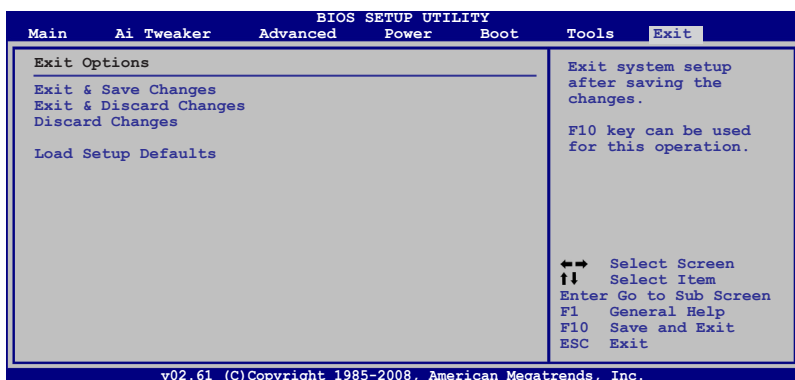 BIOS SETUP UTILITY
Main Ai Tweaker Advanced Power Boot Tools Exit
Exit Options
Exit & Save Changes
Exit & Discard Changes
Discard Changes
Load Setup Defaults
Exit system setup
after saving the
changes.
F10 key can be used
for this operation.
←→ Select Screen
↑↓ Select Item
Enter Go to Sub Screen
F1 General Help
F10 Save and Exit
ESC Exit
v02.61 (C)Copyright 1985-2008, American Megatrends, Inc.